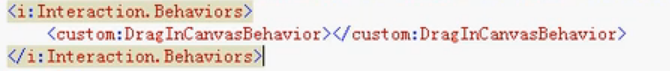 <i:Interaction.Behaviors>
<custom:DragInCanvasBehavior></custom:DragInCanvasBehavior>
</i:Interaction.Behaviors>